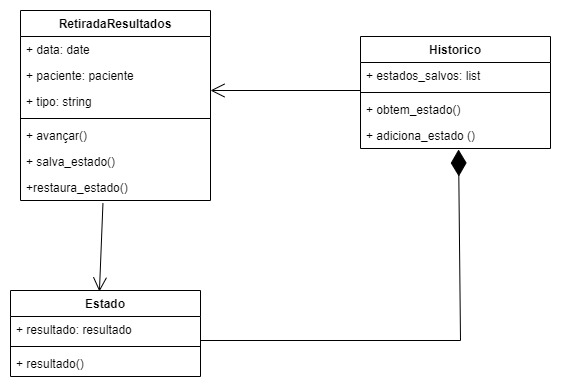 RetiradaResultados
+ data: date
+ paciente: paciente
+ tipo: string
+ avançar()
+ salva_estado()
+restaura_estado()
Historico
+ estados_salvos: list
+ obtem_estado()
+ adiciona_estado ()
Estado
+ resultado: resultado
+ resultado()